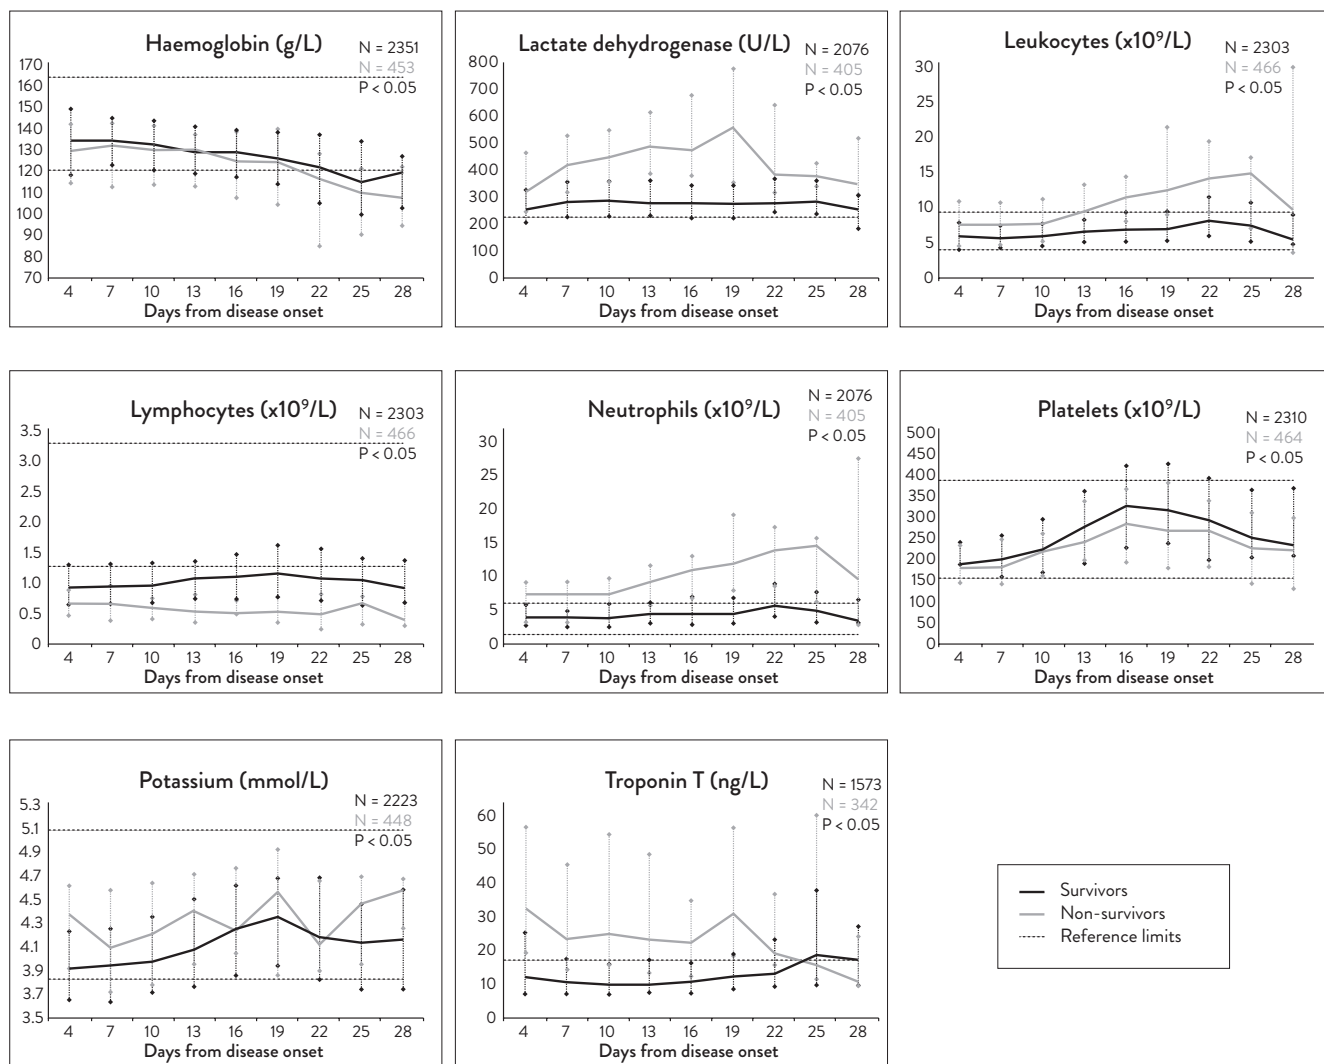 Haemoglobin (g/L)
N = 2351
N = 453
P < 0.05
170
160
150
140
130
120
110
100
90
80
70
4 7 10 13 16 19 22 25 28
Days from disease onset
Lactate dehydrogenase (U/L)
N = 2076
N = 405
P < 0.05
800
700
600
500
400
300
200
100
0
4 7 10 13 16 19 22 25 28
Days from disease onset
Leukocytes (x10⁹/L)
N = 2303
N = 466
P < 0.05
30
25
20
15
10
5
0
4 7 10 13 16 19 22 25 28
Days from disease onset
Lymphocytes (x10⁹/L)
N = 2303
N = 466
P < 0.05
3.5
3.0
2.5
2.0
1.5
1.0
0.5
0
4 7 10 13 16 19 22 25 28
Days from disease onset
Neutrophils (x10⁹/L)
N = 2076
N = 405
P < 0.05
30
25
20
15
10
5
0
4 7 10 13 16 19 22 25 28
Days from disease onset
Platelets (x10⁹/L)
N = 2310
N = 464
P < 0.05
500
450
400
350
300
250
200
150
100
50
0
4 7 10 13 16 19 22 25 28
Days from disease onset
Potassium (mmol/L)
N = 2223
N = 448
P < 0.05
5.3
5.1
4.9
4.7
4.5
4.3
4.1
3.9
3.7
3.5
4 7 10 13 16 19 22 25 28
Days from disease onset
Troponin T (ng/L)
N = 1573
N = 342
P < 0.05
60
50
40
30
20
10
0
4 7 10 13 16 19 22 25 28
Days from disease onset
Survivors
Non-survivors
Reference limits